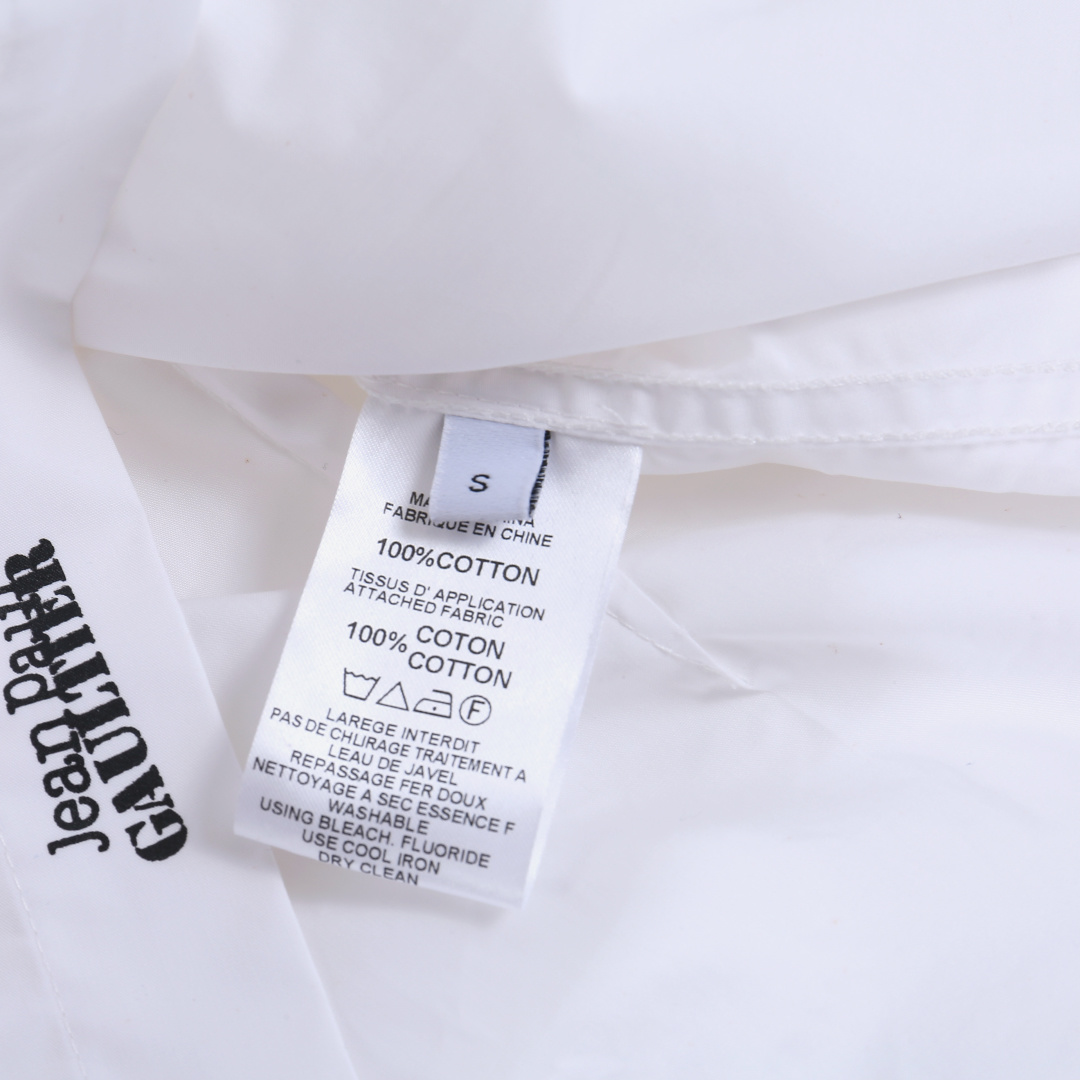 S
FABRIQUE EN CHINE
100%COTTON
TISSUS D' APPLICATION
ATTACHED FABRIC
100% COTON
COTTON
F
LAREGE INTERDIT
PAS DE CHLIRAGE TRAITEMENT A
LEAU DE JAVEL
REPASSAGE FER DOUX
NETTOYAGE A SEC ESSENCE F
WASHABLE
USING BLEACH. FLUORIDE
USE COOL IRON
DRY CLEAN
Jean Paul
GAULTIER